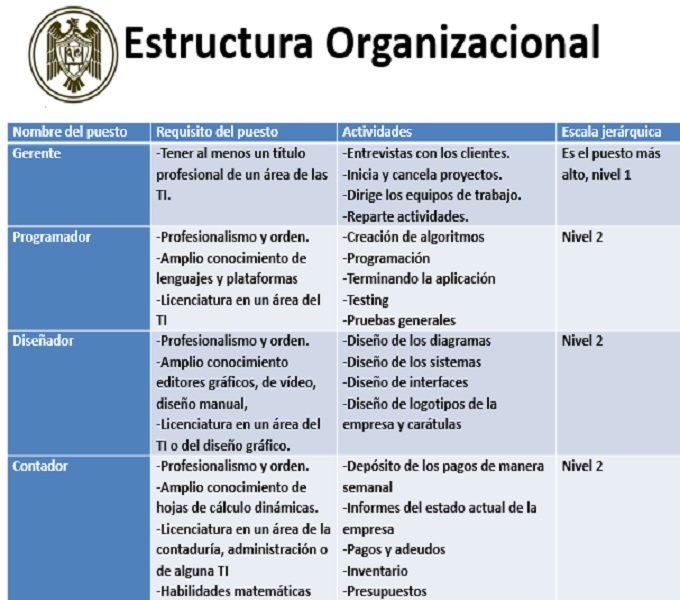 Estructura Organizacional
Nombre del puesto
Requisito del puesto
Actividades
Escala jerárquica
Gerente
-Tener al menos un título
profesional de un área de las
TI.
-Entrevistas con los clientes.
-Inicia y cancela proyectos.
-Dirige los equipos de trabajo.
-Reparte actividades.
Es el puesto más
alto, nivel 1
Programador
-Profesionalismo y orden.
-Amplio conocimiento de
lenguajes y plataformas
-Licenciatura en un área del
TI
-Creación de algoritmos
-Programación
-Terminando la aplicación
-Testing
-Pruebas generales
Nivel 2
Diseñador
-Profesionalismo y orden.
-Amplio conocimiento
editores gráficos, de vídeo,
diseño manual,
-Licenciatura en un área del
TI o del diseño gráfico.
-Diseño de los diagramas
-Diseño de los sistemas
-Diseño de interfaces
-Diseño de logotipos de la
empresa y carátulas
Nivel 2
Contador
-Profesionalismo y orden.
-Amplio conocimiento de
hojas de cálculo dinámicas.
-Licenciatura en un área de la
contaduría, administración o
de alguna TI
-Habilidades matemáticas
-Depósito de los pagos de manera
semanal
-Informes del estado actual de la
empresa
-Pagos y adeudos
-Inventario
-Presupuestos
Nivel 2